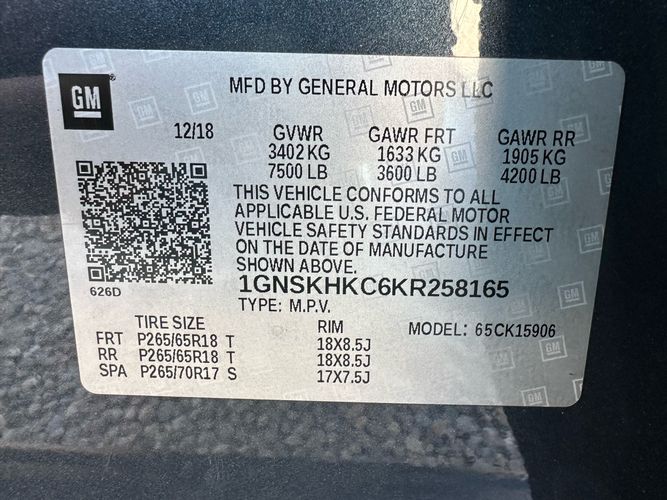 GM
MFD BY GENERAL MOTORS LLC
12/18 GVWR GAWR FRT GAWR RR
3402 KG 1633 KG 1905 KG
7500 LB 3600 LB 4200 LB
THIS VEHICLE CONFORMS TO ALL
APPLICABLE U.S. FEDERAL MOTOR
VEHICLE SAFETY STANDARDS IN EFFECT
ON THE DATE OF MANUFACTURE
SHOWN ABOVE.
626D
1GNSKHKC6KR258165
TYPE: M.P.V.
TIRE SIZE RIM MODEL: 65CK15906
FRT P265/65R18 T 18X8.5J
RR P265/65R18 T 18X8.5J
SPA P265/70R17 S 17X7.5J